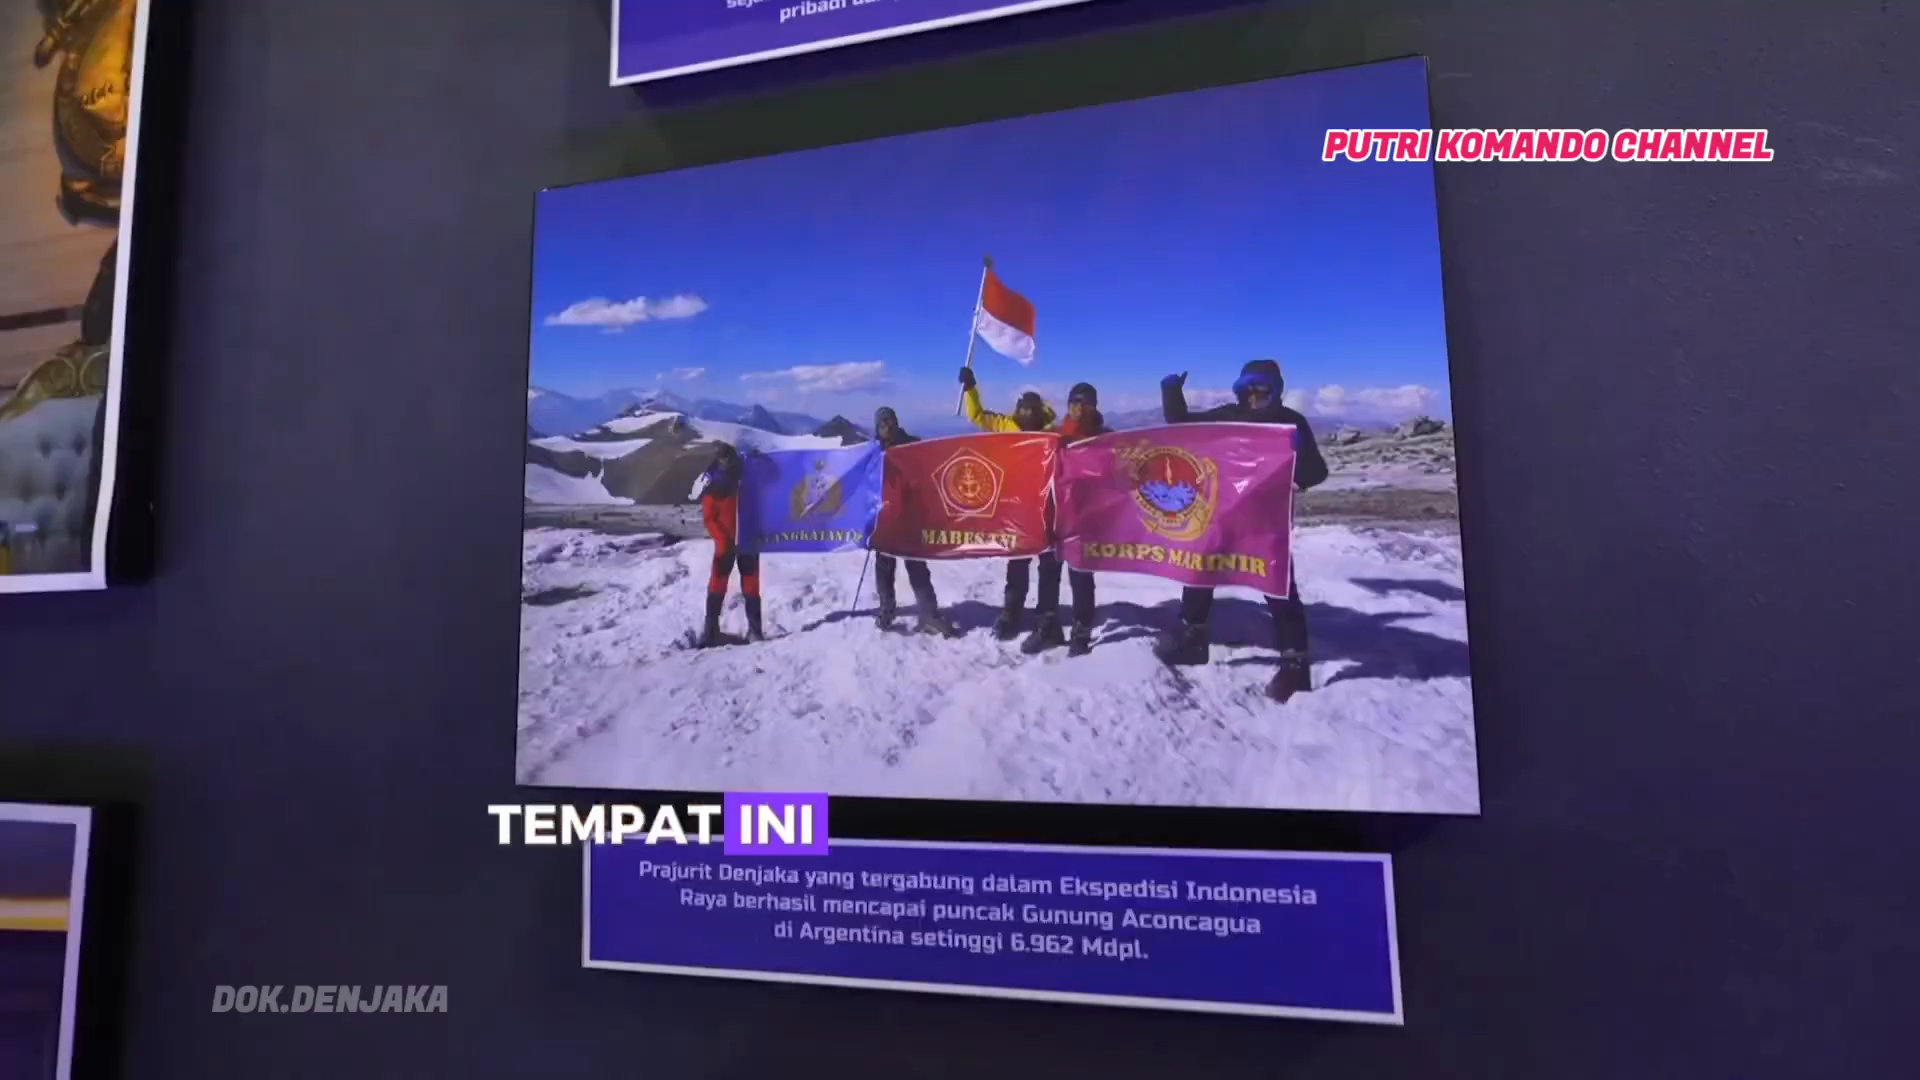 pribadi
PUTRI KOMANDO CHANNEL
MABES TNI
KORPS MARINIR
TEMPAT INI
Prajurit Denjaka yang tergabung dalam Ekspedisi Indonesia
Raya berhasil mencapai puncak Gunung Aconcagua
di Argentina setinggi 6.962 Mdpl.
DOK.DENJAKA